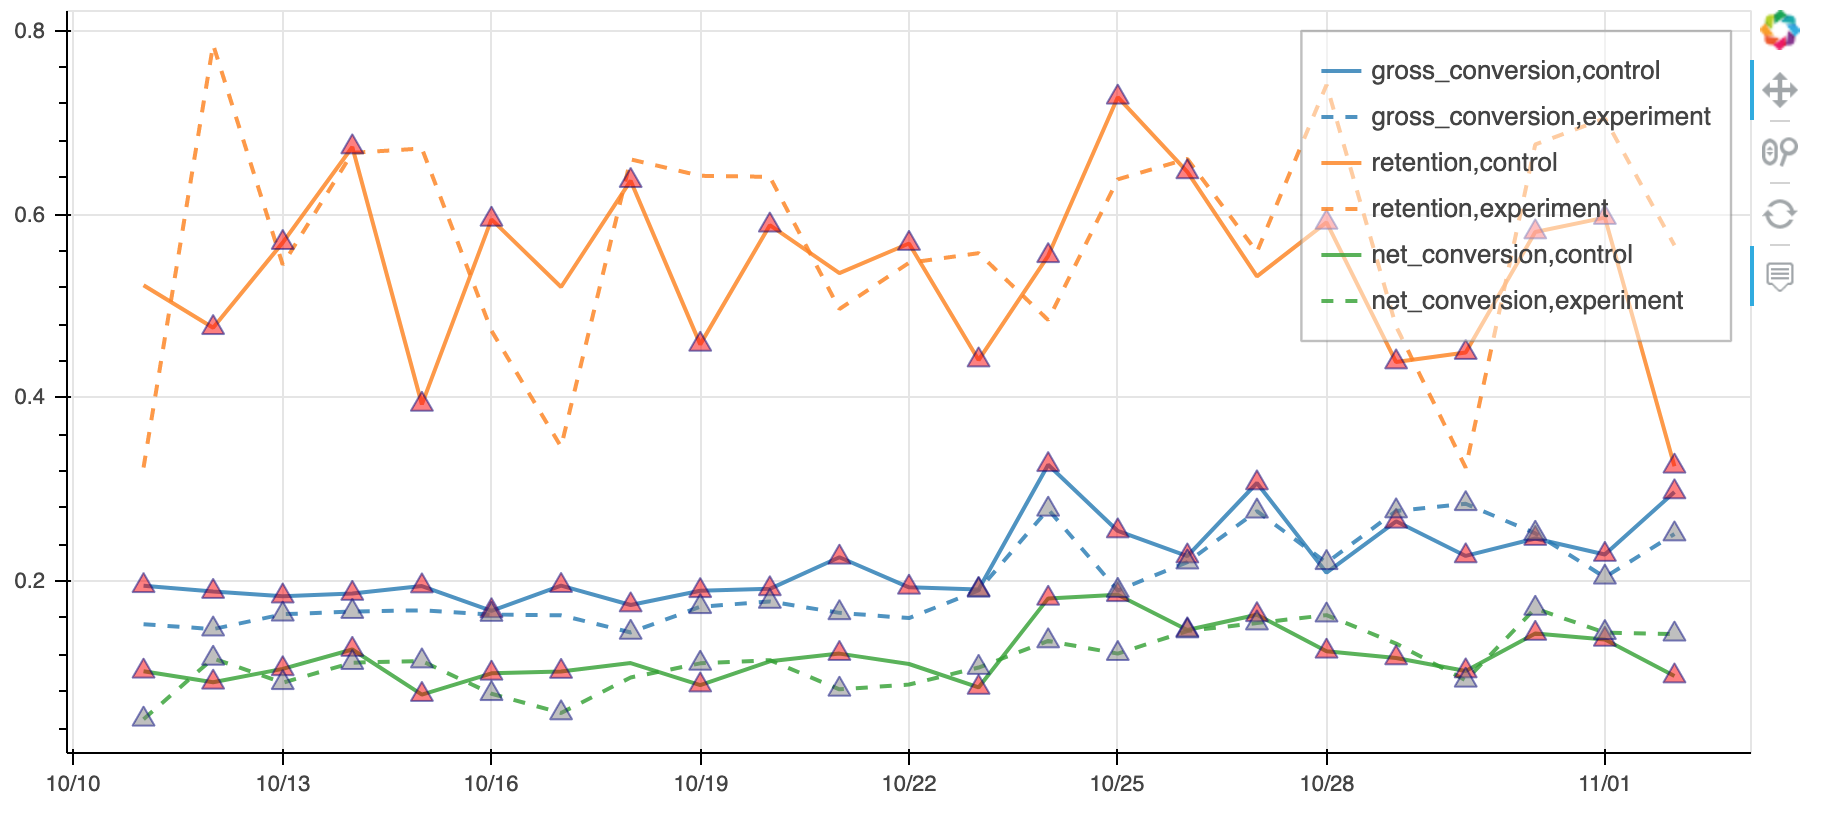 0.8
0.6
0.4
0.2
gross_conversion,control
gross_conversion,experiment
retention,control
retention,experiment
net_conversion,control
net_conversion,experiment
10/10 10/13 10/16 10/19 10/22 10/25 10/28 11/01